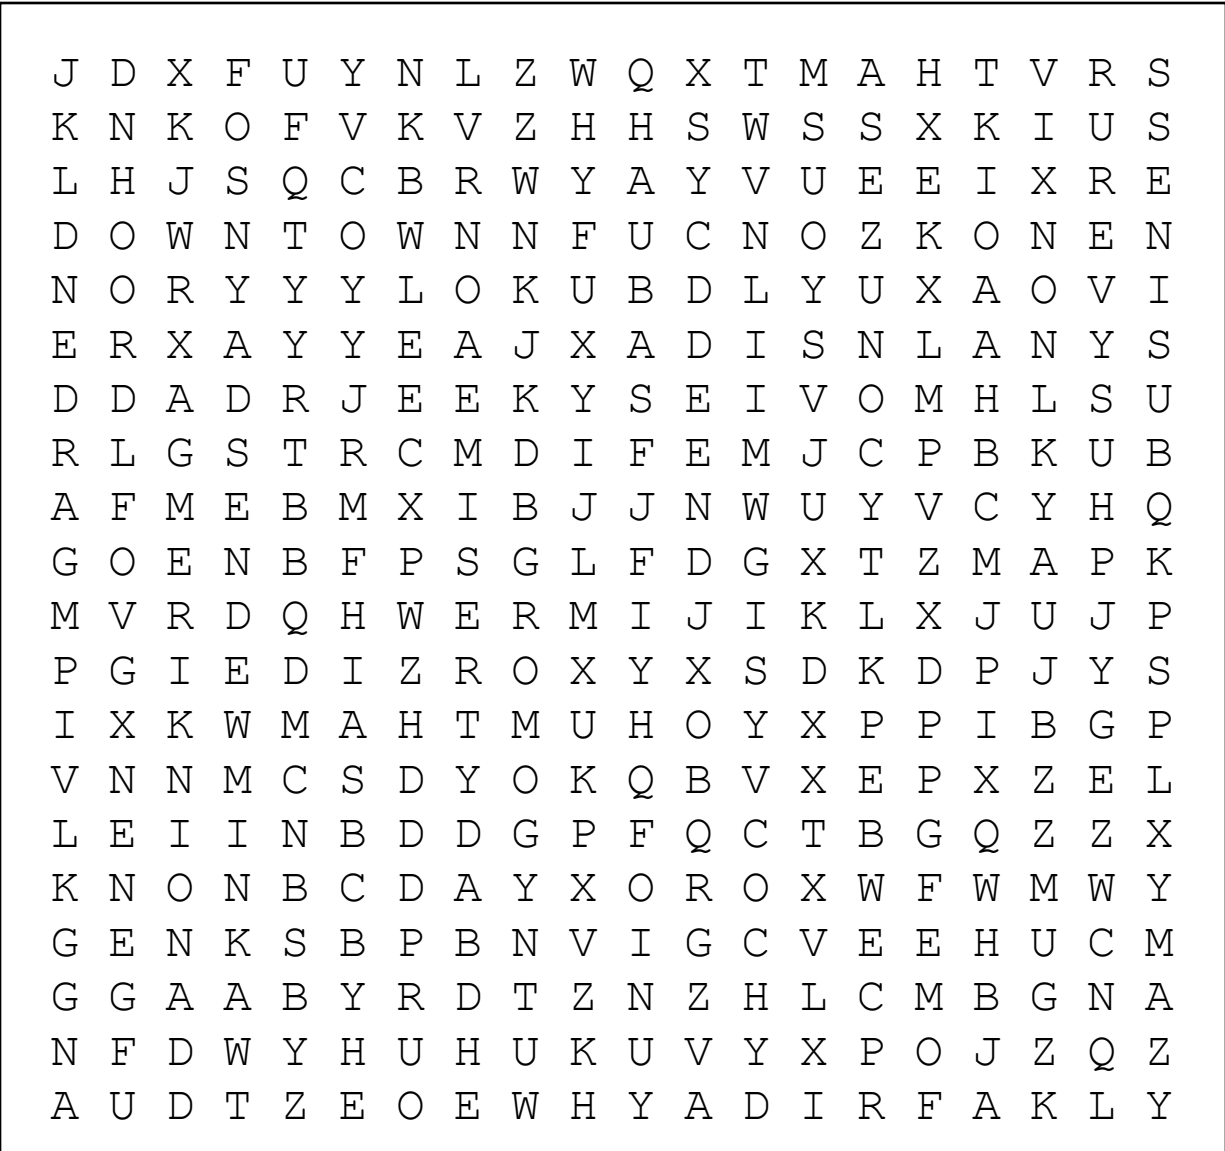 J D X F U Y N L Z W Q X T M A H T V R S
K N K O F V K V Z H H S W S S X K I U S
L H J S Q C B R W Y A Y V U E E I X R E
D O W N T O W N N F U C N O Z K O N E N
N O R Y Y Y L O K U B D L Y U X A O V I
E R X A Y Y E A J X A D I S N L A N Y S
D D A D R J E E K Y S E I V O M H L S U
R L G S T R C M D I F E M J C P B K U B
A F M E B M X I B J J N W U Y V C Y H Q
G O E N B F P S G L F D G X T Z M A P K
M V R D Q H W E R M I J I K L X J U J P
P G I E D I Z R O X Y X S D K D P J Y S
I X K W M A H T M U H O Y X P P I B G P
V N N M C S D Y O K Q B V X E P X Z E L
L E I I N B D D G P F Q C T B G Q Z Z X
K N O N B C D A Y X O R O X W F W M W Y
G E N K S B P B N V I G C V E E H U C M
G G A A B Y R D T Z N Z H L C M B G N A
N F D W Y H U H U K U V Y X P O J Z Q Z
A U D T Z E O E W H Y A D I R F A K L Y